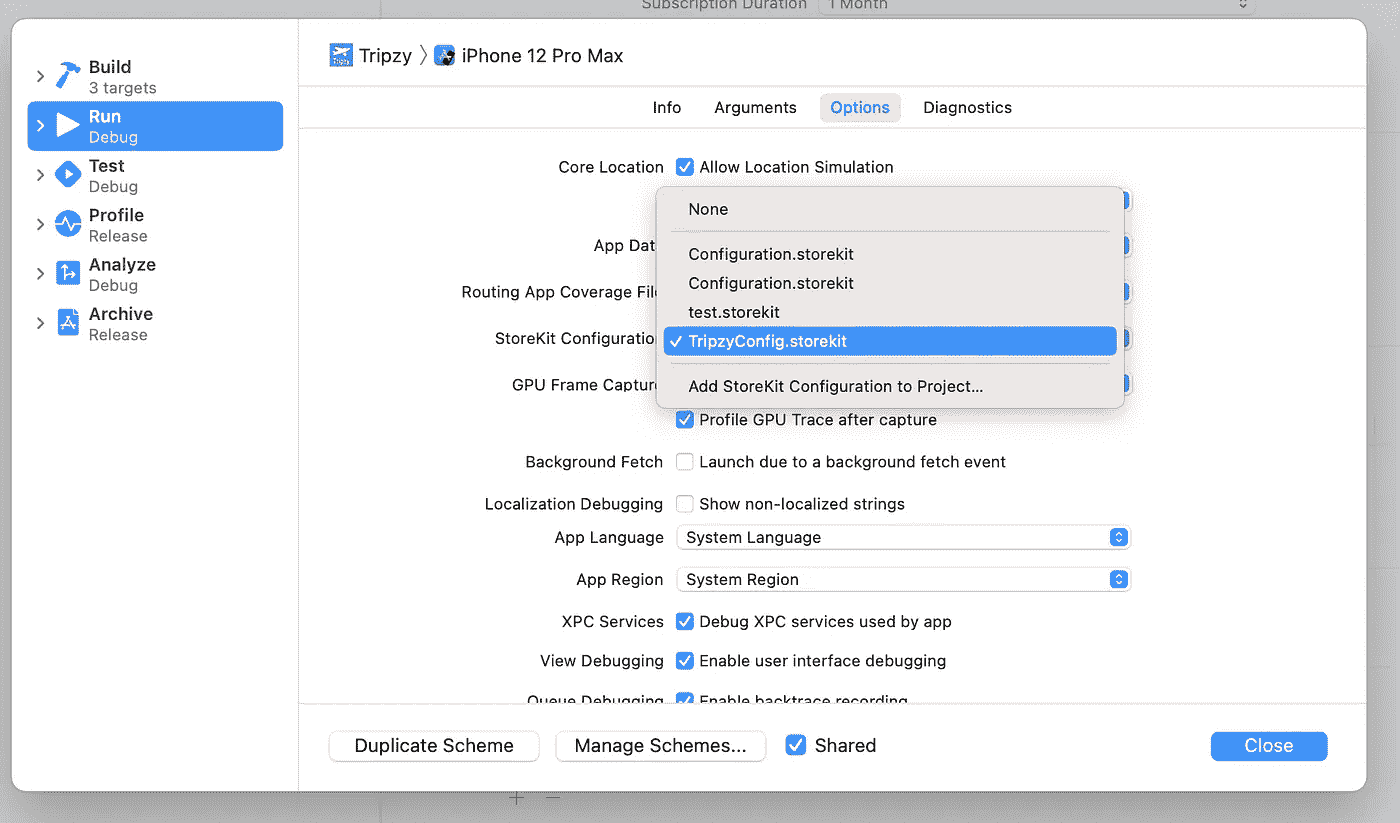 Subscription Duration 1 Month
Tripzy 〉 iPhone 12 Pro Max
Build
3 targets
Run
Debug
Test
Debug
Profile
Release
Analyze
Debug
Archive
Release
Info Arguments Options Diagnostics
Core Location Allow Location Simulation
None
App Dat
Configuration.storekit
Routing App Coverage Fil
Configuration.storekit
test.storekit
StoreKit Configuratio
TripzyConfig.storekit
GPU Frame Captur
Add StoreKit Configuration to Project...
Profile GPU Trace after capture
Background Fetch Launch due to a background fetch event
Localization Debugging Show non-localized strings
App Language System Language
App Region System Region
XPC Services Debug XPC services used by app
View Debugging Enable user interface debugging
Queue Debugging Enable backtrace recording
Duplicate Scheme Manage Schemes... Shared Close